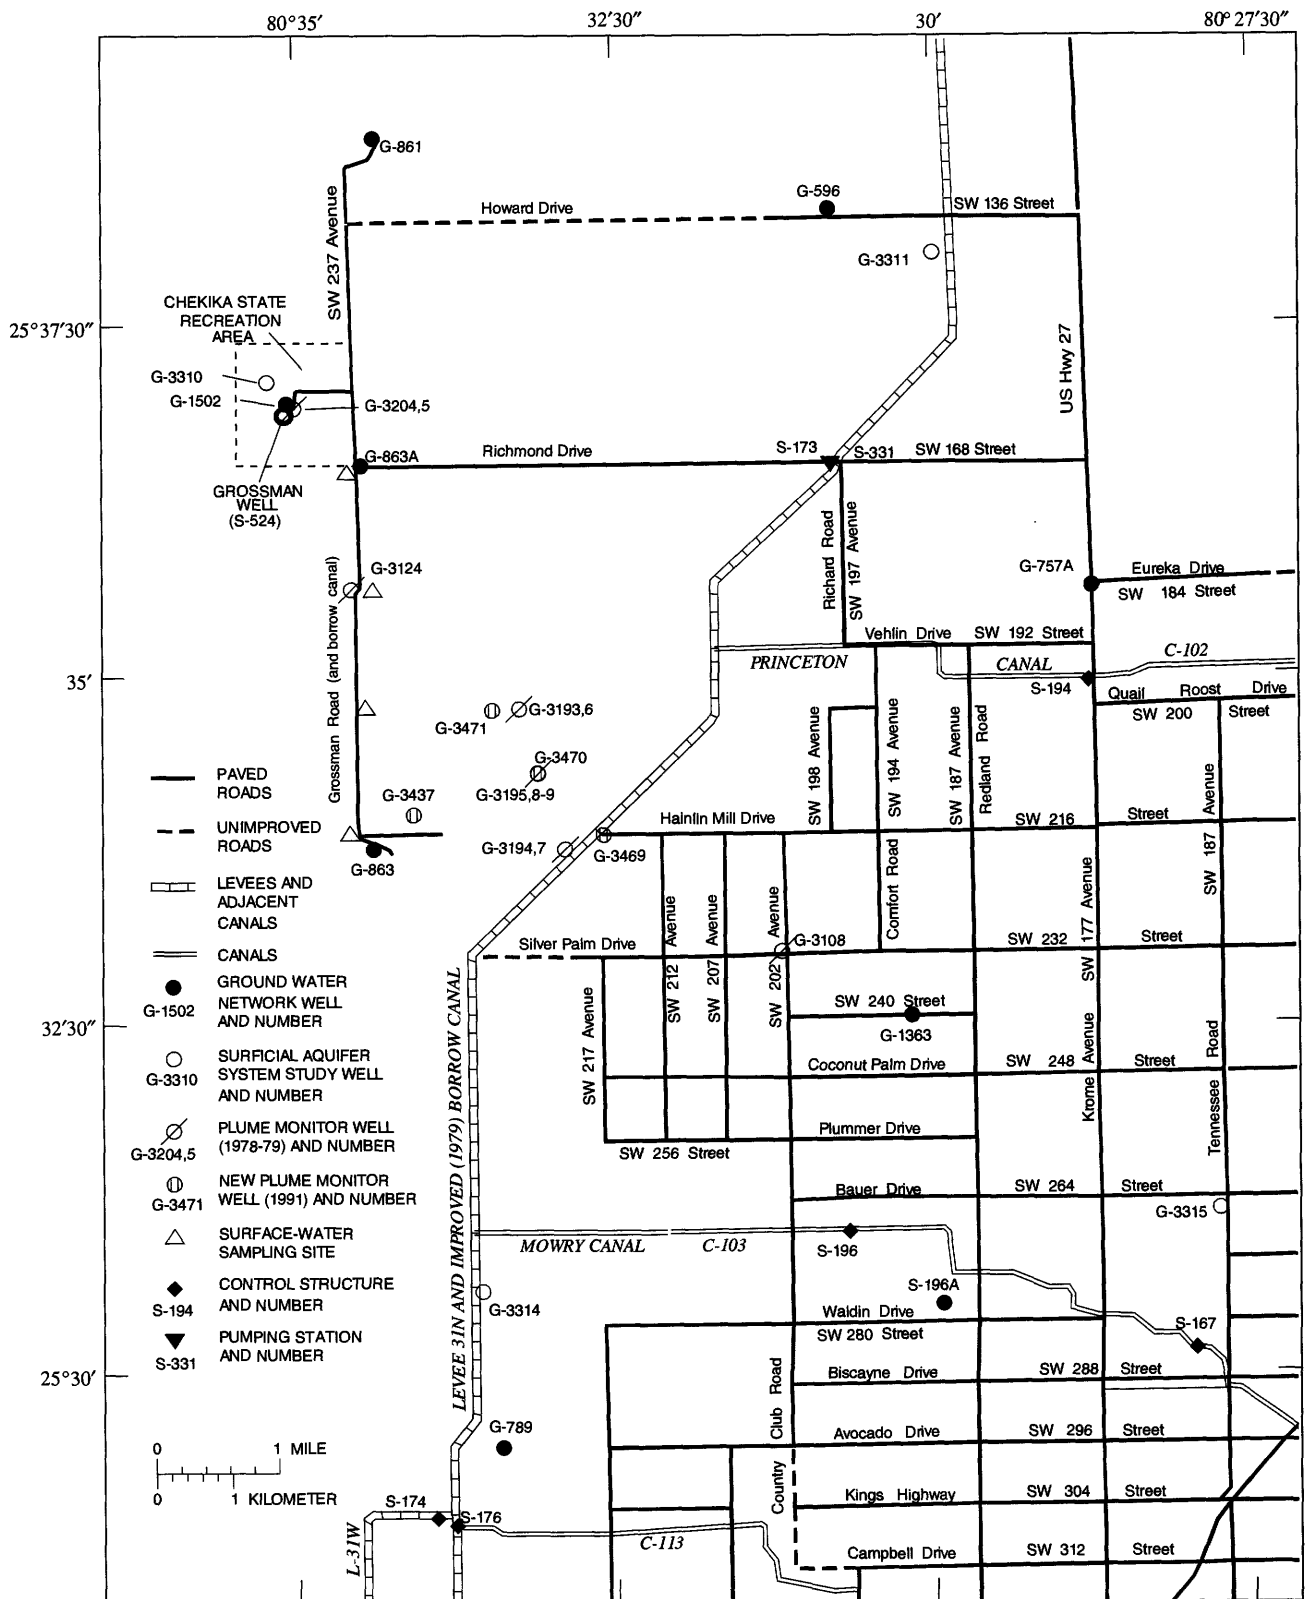 80°35′
32′30″
30′
80°27′30″
G-861
SW 237 Avenue
Howard Drive
G-596
SW 136 Street
G-3311
CHEKIKA STATE
RECREATION
AREA
25°37′30″
US Hwy 27
G-3310
G-1502
G-3204,5
G-863A
Richmond Drive
S-173
S-331
SW 168 Street
GROSSMAN
WELL
(S-524)
Richard Road
SW 197 Avenue
G-3124
G-757A
Eureka Drive
SW 184 Street
Grossman Road (and borrow canal)
Vehlin Drive
SW 192 Street
PRINCETON
CANAL
C-102
35′
S-194
Quail Roost Drive
SW 200 Street
G-3193,6
G-3471
SW 198 Avenue
SW 194 Avenue
SW 187 Avenue
Redland Road
G-3470
G-3195,8-9
SW 187 Avenue
PAVED
ROADS
G-3437
Hainlin Mill Drive
SW 216 Street
UNIMPROVED
ROADS
G-3194,7
G-3469
G-863
Comfort Road
SW 177 Avenue
LEVEES AND
ADJACENT
CANALS
SW 212 Avenue
SW 207 Avenue
SW 202 Avenue
G-3108
Silver Palm Drive
SW 232 Street
CANALS
GROUND WATER
NETWORK WELL
AND NUMBER
G-1502
SW 217 Avenue
SW 240 Street
G-1363
32′30″
Krome Avenue
Tennessee Road
SURFICIAL AQUIFER
SYSTEM STUDY WELL
AND NUMBER
G-3310
Coconut Palm Drive
SW 248 Street
PLUME MONITOR WELL
(1978-79) AND NUMBER
G-3204,5
Plummer Drive
SW 256 Street
NEW PLUME MONITOR
WELL (1991) AND NUMBER
G-3471
Bauer Drive
SW 264 Street
G-3315
LEVEE 31N AND IMPROVED (1979) BORROW CANAL
SURFACE-WATER
SAMPLING SITE
MOWRY CANAL
C-103
S-196
CONTROL STRUCTURE
AND NUMBER
S-194
S-196A
G-3314
Waldin Drive
SW 280 Street
S-167
PUMPING STATION
AND NUMBER
S-331
25°30′
Biscayne Drive
SW 288 Street
Country Club Road
G-789
Avocado Drive
SW 296 Street
0 1 MILE
0 1 KILOMETER
Kings Highway
SW 304 Street
S-174
S-176
L-31W
C-113
Campbell Drive
SW 312 Street